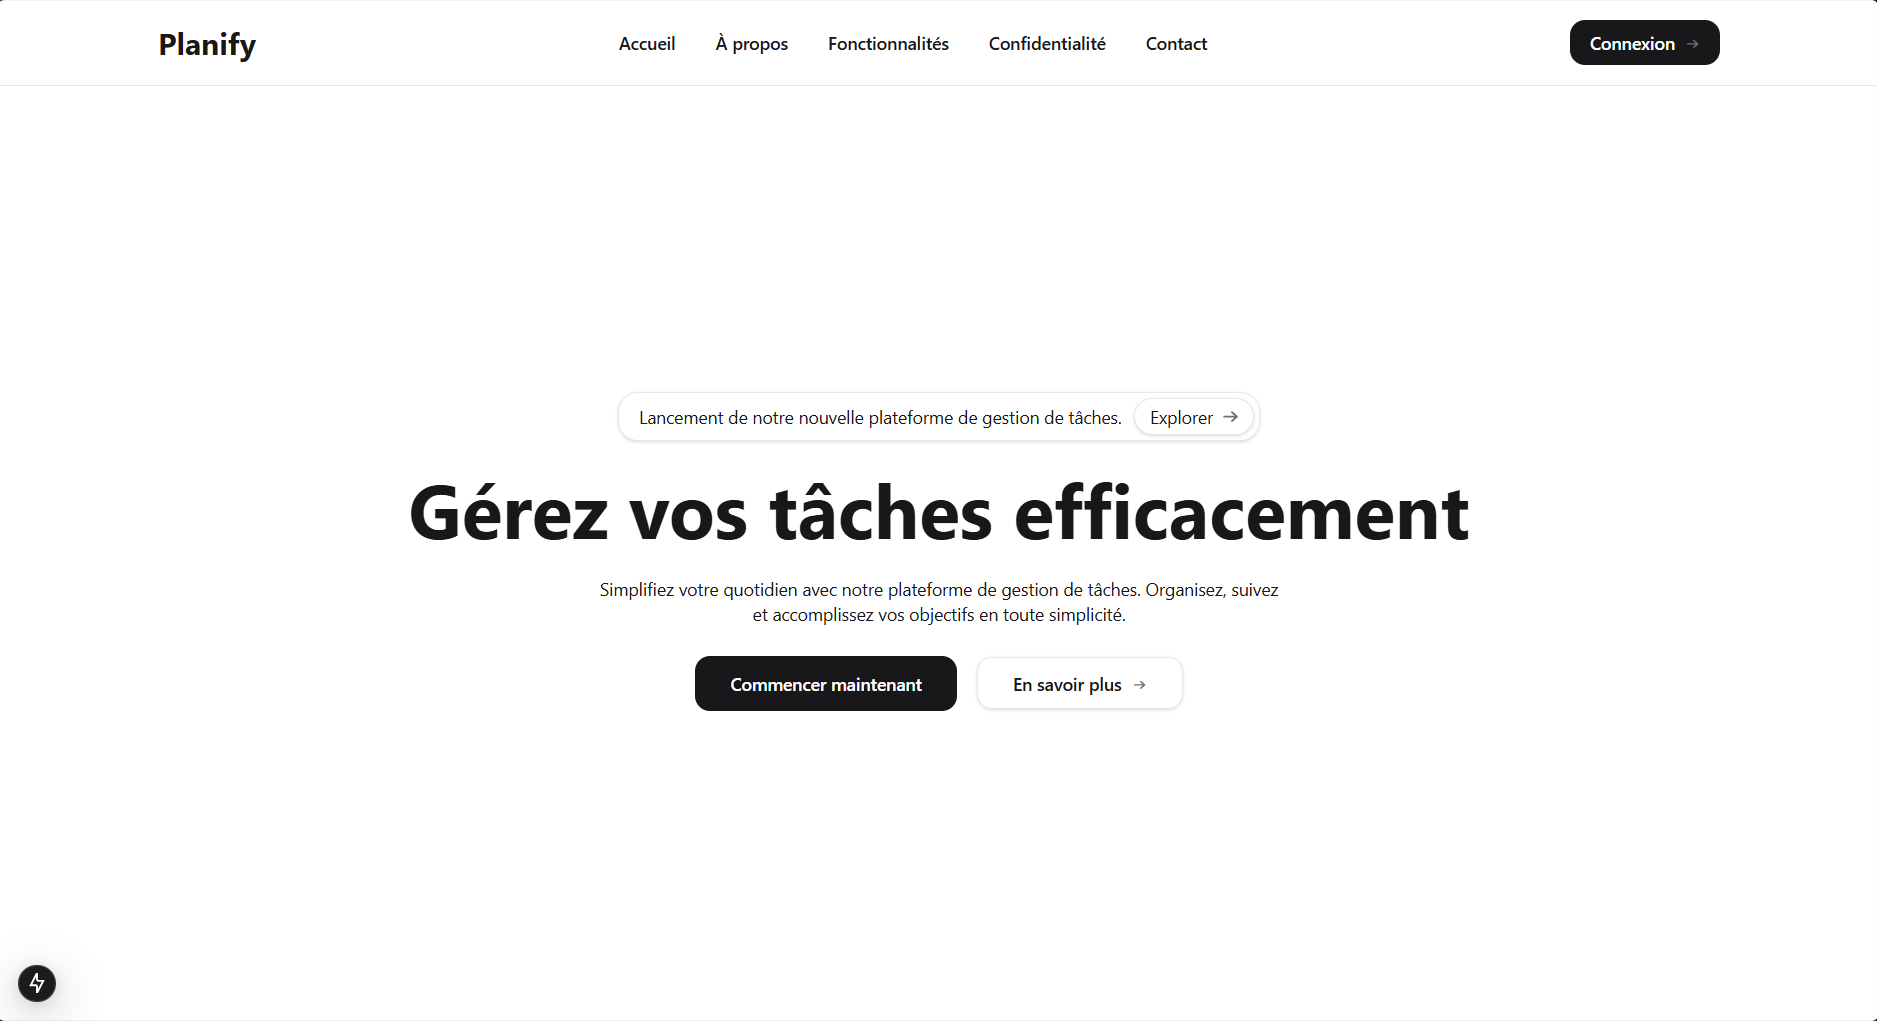 Planify
Accueil
À propos
Fonctionnalités
Confidentialité
Contact
Connexion →
Lancement de notre nouvelle plateforme de gestion de tâches.
Explorer →
Gérez vos tâches efficacement
Simplifiez votre quotidien avec notre plateforme de gestion de tâches. Organisez, suivez
et accomplissez vos objectifs en toute simplicité.
Commencer maintenant
En savoir plus →